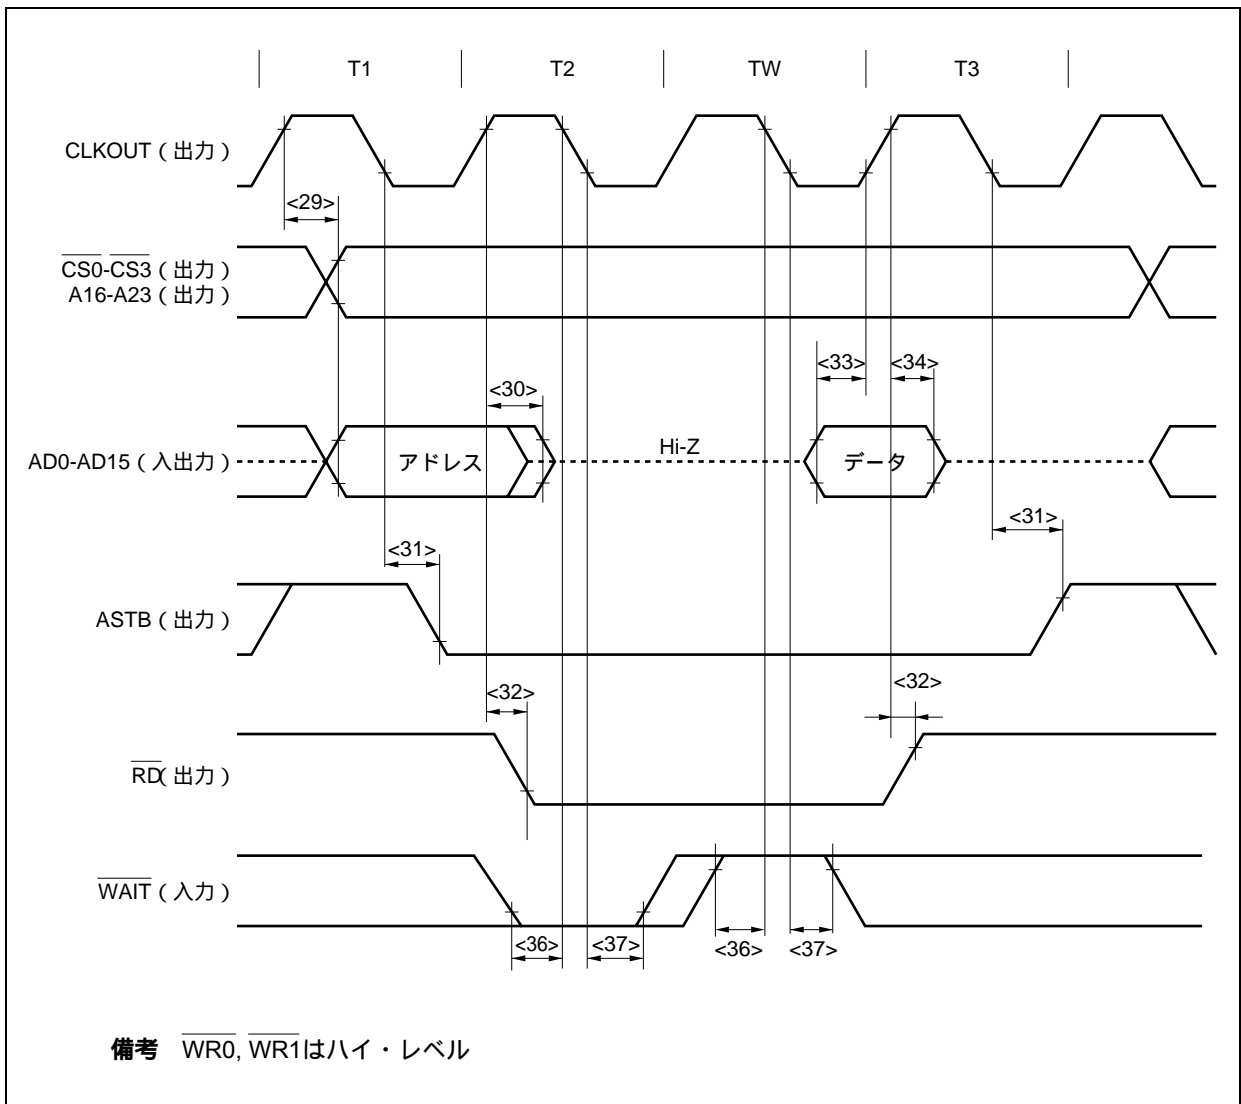 T1 T2 TW T3
CLKOUT（出力）
<29>
CS0-CS3（出力）
A16-A23（出力）
<33> <34>
<30>
AD0-AD15（入出力） アドレス Hi-Z データ
<31>
<31>
ASTB（出力）
<32>
<32>
RD（出力）
WAIT（入力）
<36> <37> <36> <37>
備考 WR0, WR1はハイ・レベル